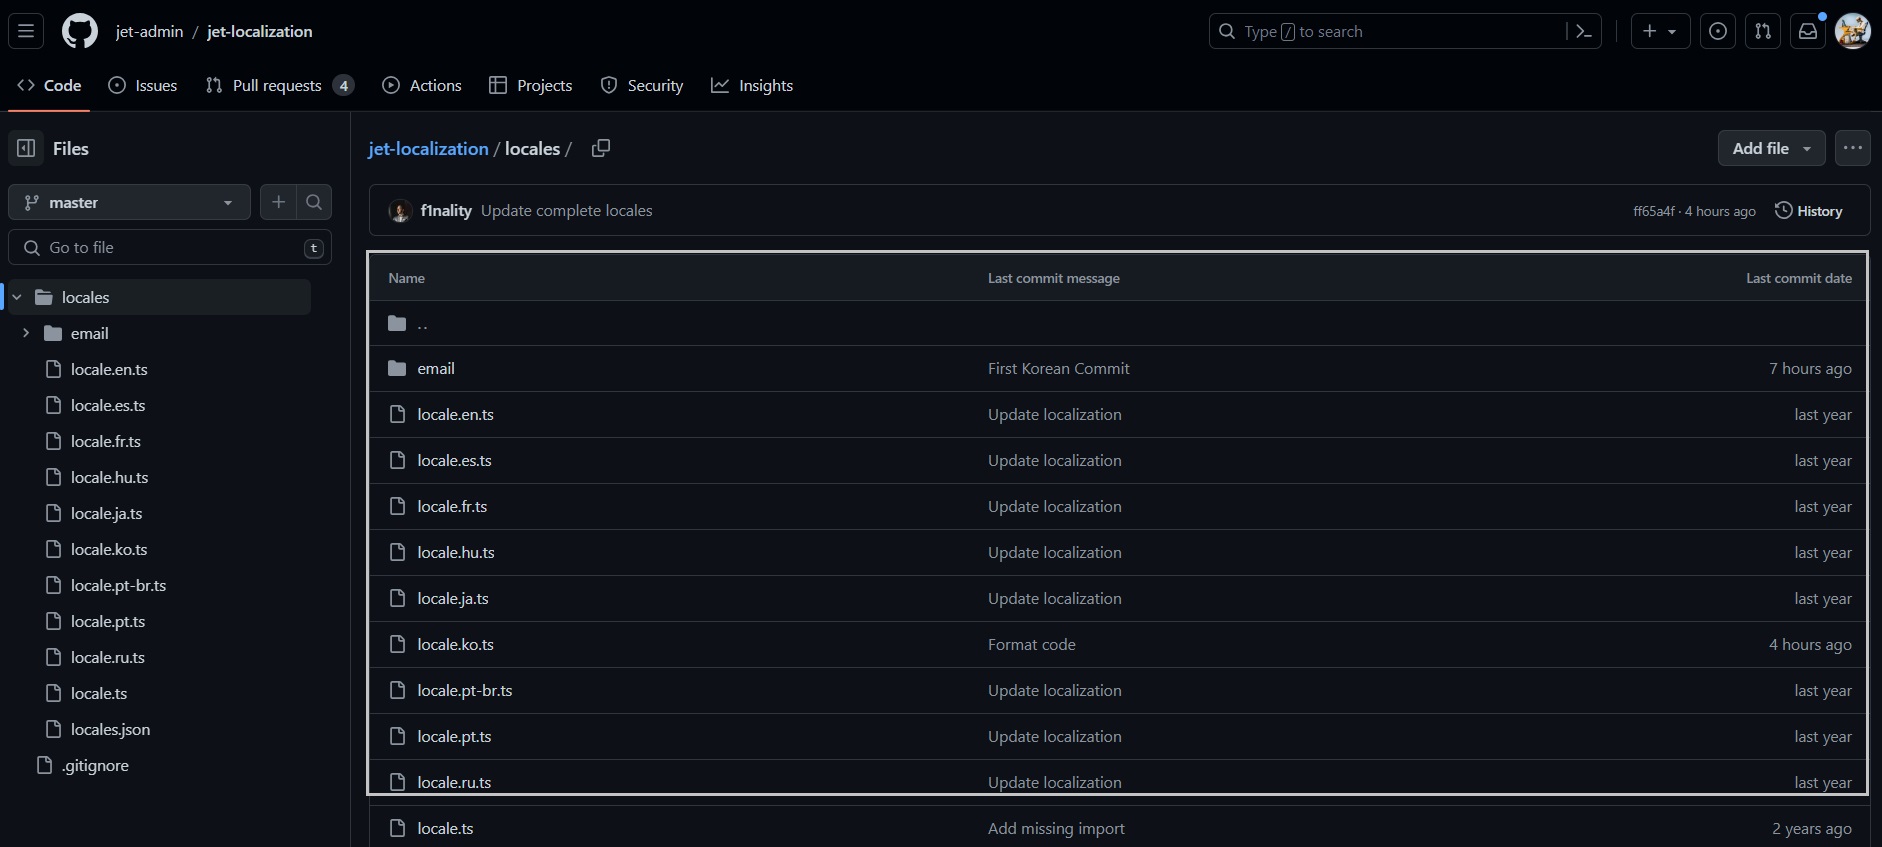 jet-admin / jet-localization
Type / to search
Code Issues Pull requests 4 Actions Projects Security Insights
Files
master
Go to file t
locales
email
locale.en.ts
locale.es.ts
locale.fr.ts
locale.hu.ts
locale.ja.ts
locale.ko.ts
locale.pt-br.ts
locale.pt.ts
locale.ru.ts
locale.ts
locales.json
.gitignore
jet-localization / locales /
Add file
f1nality Update complete locales ff65a4f · 4 hours ago History
Name Last commit message Last commit date
..
email First Korean Commit 7 hours ago
locale.en.ts Update localization last year
locale.es.ts Update localization last year
locale.fr.ts Update localization last year
locale.hu.ts Update localization last year
locale.ja.ts Update localization last year
locale.ko.ts Format code 4 hours ago
locale.pt-br.ts Update localization last year
locale.pt.ts Update localization last year
locale.ru.ts Update localization last year
locale.ts Add missing import 2 years ago